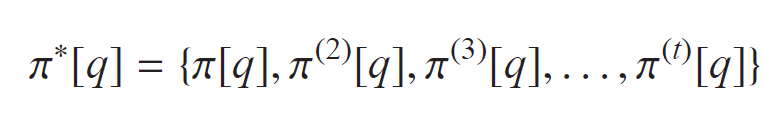 π*[q] = {π[q], π⁽²⁾[q], π⁽³⁾[q], . . . , π⁽ᵗ⁾[q]}